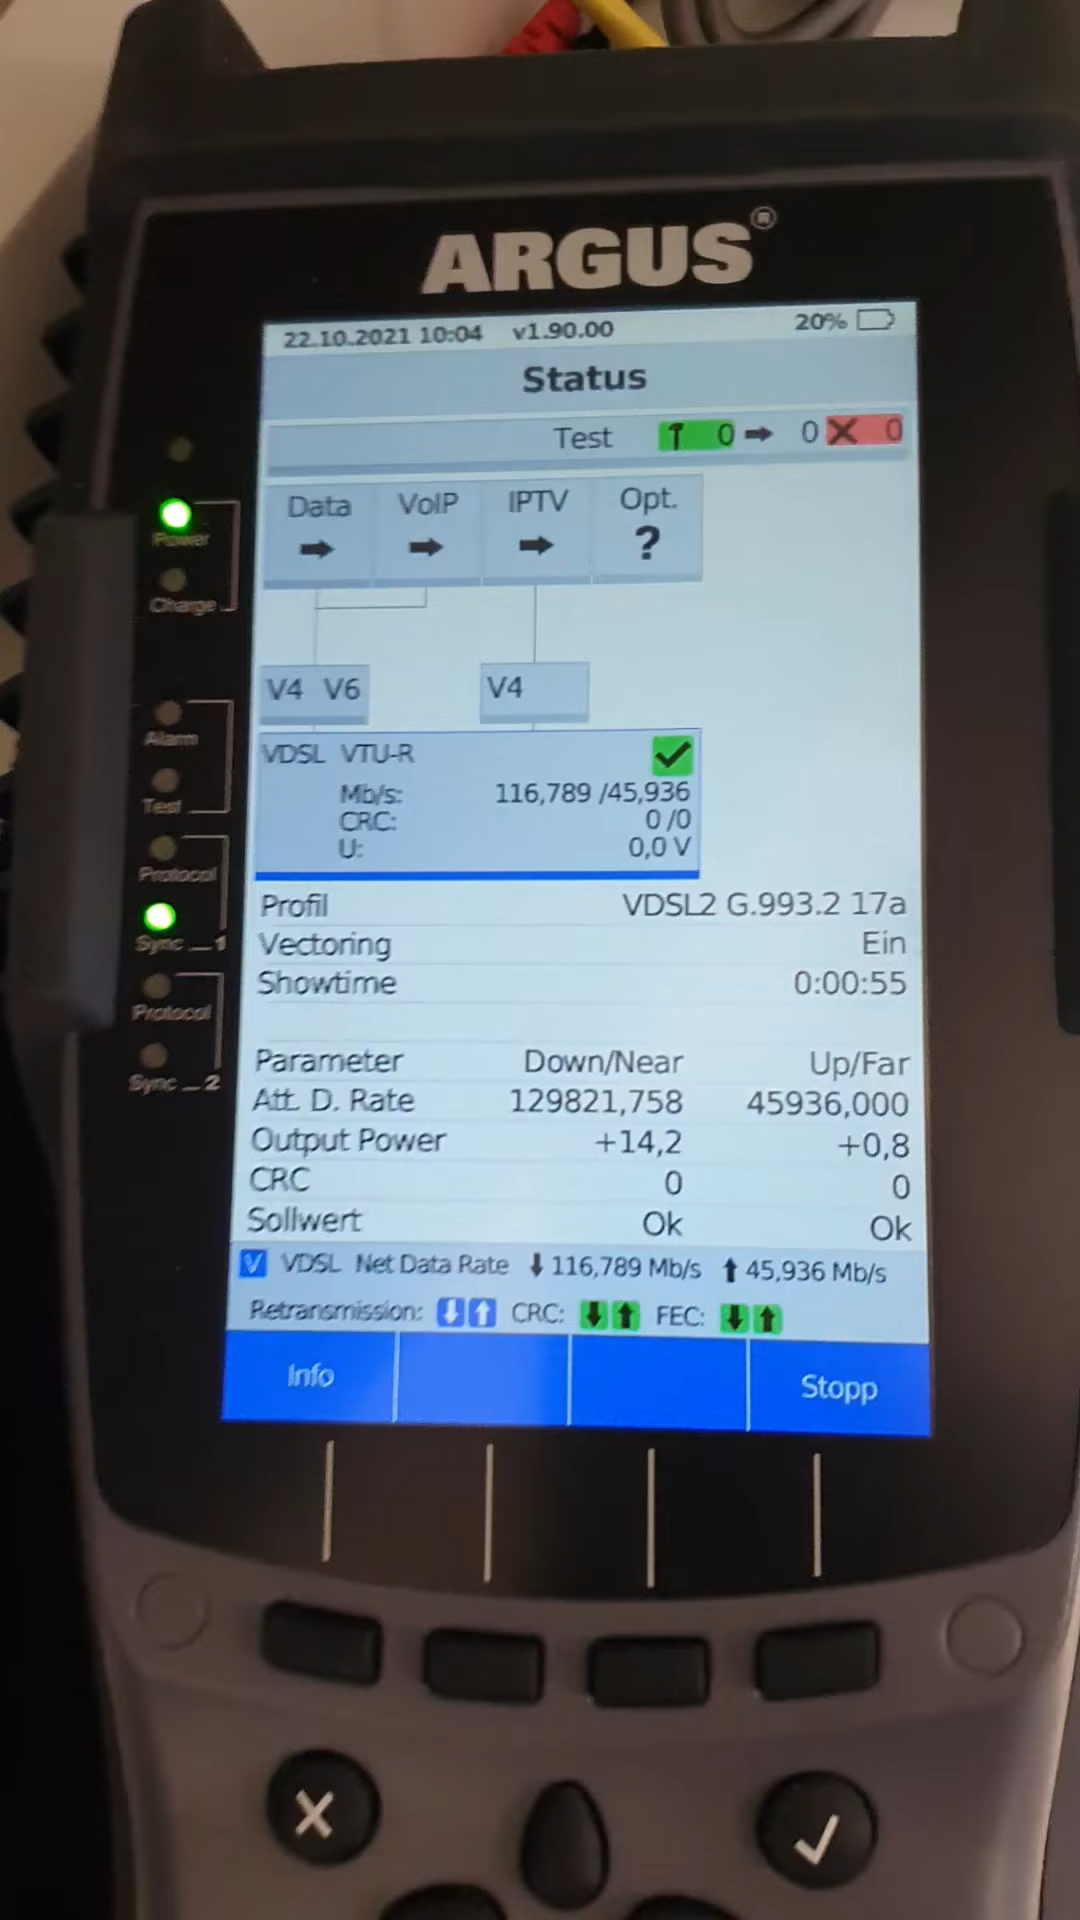 ARGUS®
22.10.2021 10:04 v1.90.00 20%
Status
Test 0 0 0
Data VoIP IPTV Opt.
?
V4 V6 V4
VDSL VTU-R
Mb/s: 116,789 /45,936
CRC: 0 /0
U: 0,0 V
Profil VDSL2 G.993.2 17a
Vectoring Ein
Showtime 0:00:55
Parameter Down/Near Up/Far
Att. D. Rate 129821,758 45936,000
Output Power +14,2 +0,8
CRC 0 0
Sollwert Ok Ok
V VDSL Net Data Rate 116,789 Mb/s 45,936 Mb/s
Retransmission: CRC: FEC:
Info Stopp
Power
Charge
Alarm
Test
Protocol
Sync 1
Protocol
Sync 2